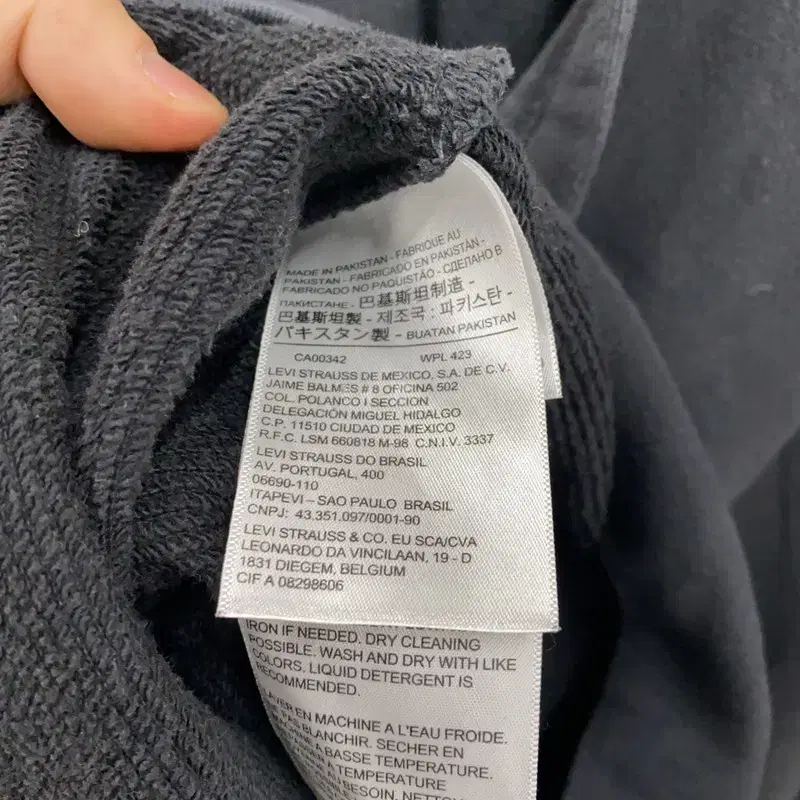 MADE IN PAKISTAN - FABRIQUE AU
PAKISTAN - FABRICADO EN PAKISTÁN -
FABRICADO NO PAQUISTÃO - СДЕЛАНО В
ПАКИСТАНЕ - 巴基斯坦制造 -
巴基斯坦製 - 제조국 : 파키스탄 -
パキスタン製 - BUATAN PAKISTAN
CA00342 WPL 423
LEVI STRAUSS DE MEXICO, S.A. DE C.V.
JAIME BALMES # 8 OFICINA 502
COL. POLANCO I SECCION
DELEGACIÓN MIGUEL HIDALGO
C.P. 11510 CIUDAD DE MEXICO
R.F.C. LSM 660818 M-98 C.N.I.V. 3337
LEVI STRAUSS DO BRASIL
AV. PORTUGAL, 400
06690-110
ITAPEVI – SAO PAULO BRASIL
CNPJ: 43.351.097/0001-90
LEVI STRAUSS & CO. EU SCA/CVA
LEONARDO DA VINCILAAN, 19 - D
1831 DIEGEM, BELGIUM
CIF A 08298606
IRON IF NEEDED. DRY CLEANING
POSSIBLE. WASH AND DRY WITH LIKE
COLORS. LIQUID DETERGENT IS
RECOMMENDED.
LAVER EN MACHINE A L'EAU FROIDE.
PAS BLANCHIR. SECHER EN
MACHINE A BASSE TEMPERATURE.
A TEMPERATURE
AU BESOIN. NETTOY